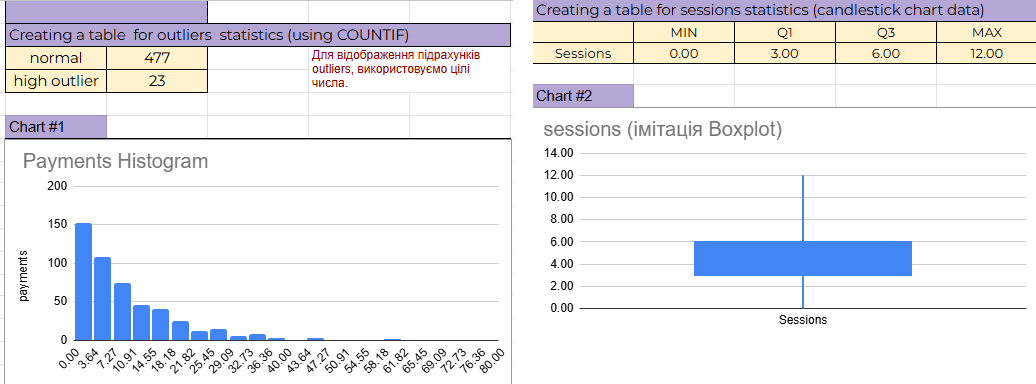 Creating a table for outliers statistics (using COUNTIF)
normal 477
high outlier 23
Для відображення підрахунків
outliers, використовуємо цілі
числа.
Chart #1
Payments Histogram
payments
200
150
100
50
0
0.00 3.64 7.27 10.91 14.55 18.18 21.82 25.45 29.09 32.73 36.36 40.00 43.64 47.27 50.91 54.55 58.18 61.82 65.45 69.09 72.73 76.36 80.00
Creating a table for sessions statistics (candlestick chart data)
MIN Q1 Q3 MAX
Sessions 0.00 3.00 6.00 12.00
Chart #2
sessions (імітація Boxplot)
14.00
12.00
10.00
8.00
6.00
4.00
2.00
0.00
Sessions